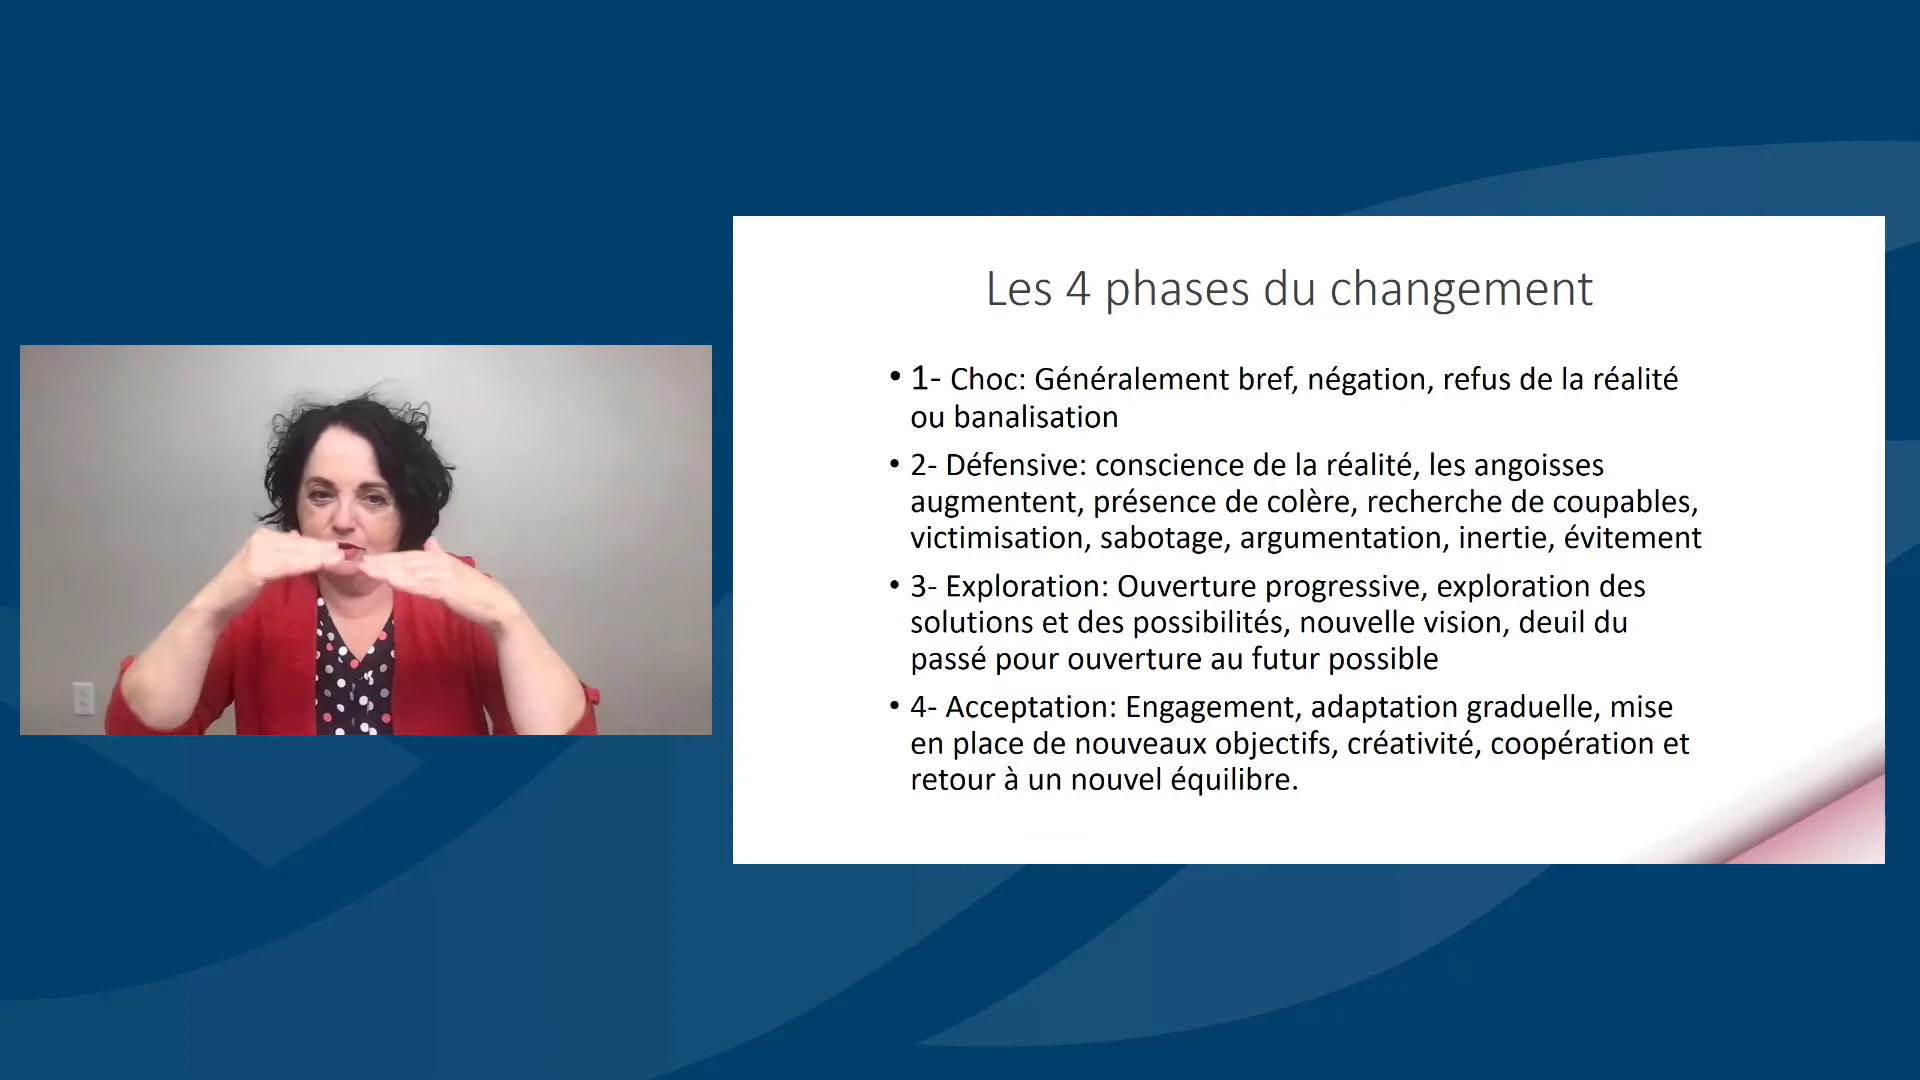 Les 4 phases du changement
• 1- Choc: Généralement bref, négation, refus de la réalité
ou banalisation
• 2- Défensive: conscience de la réalité, les angoisses
augmentent, présence de colère, recherche de coupables,
victimisation, sabotage, argumentation, inertie, évitement
• 3- Exploration: Ouverture progressive, exploration des
solutions et des possibilités, nouvelle vision, deuil du
passé pour ouverture au futur possible
• 4- Acceptation: Engagement, adaptation graduelle, mise
en place de nouveaux objectifs, créativité, coopération et
retour à un nouvel équilibre.